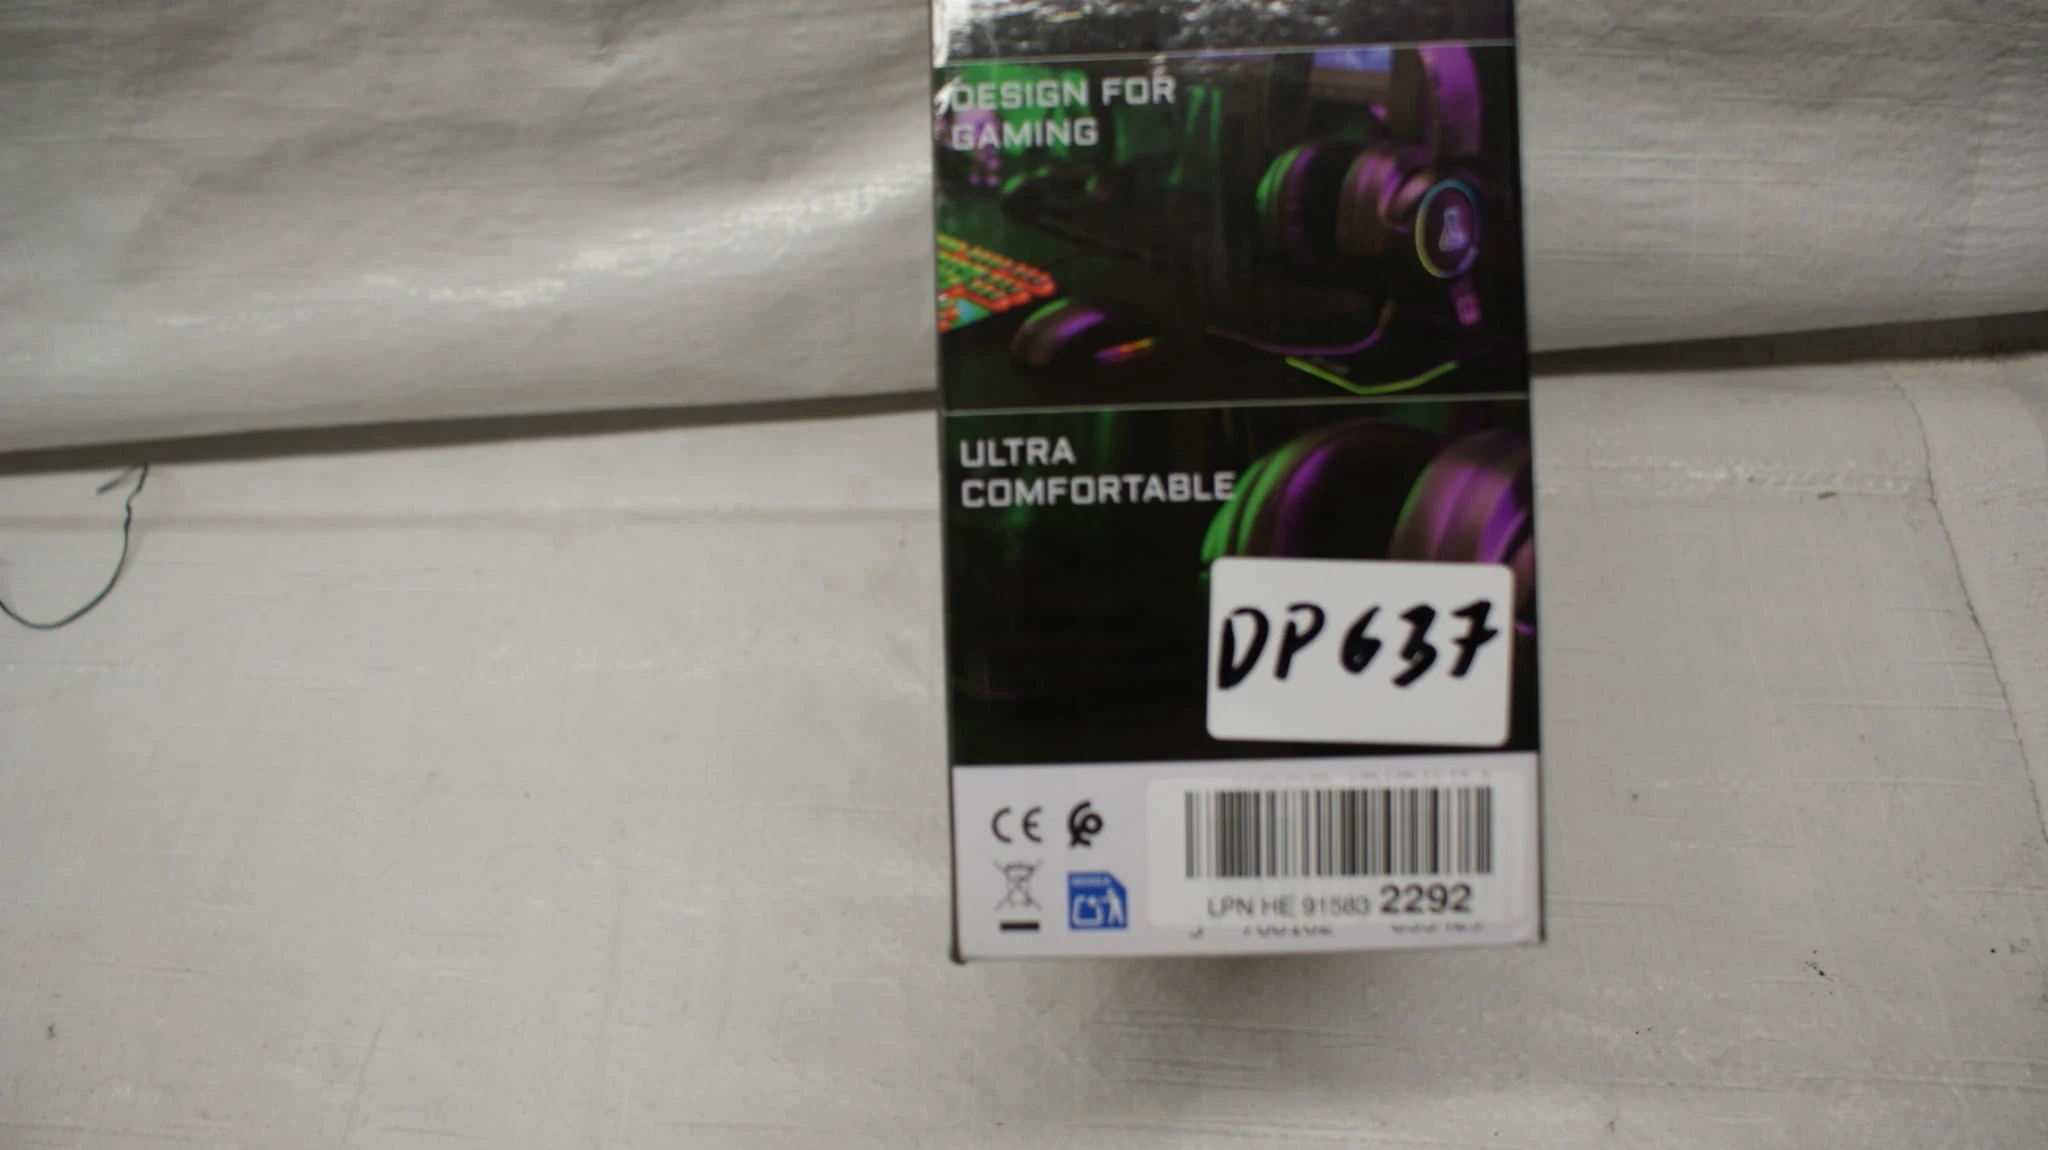 DESIGN FOR
GAMING
ULTRA
COMFORTABLE
DP637
CE
LPN HE 91583 2292